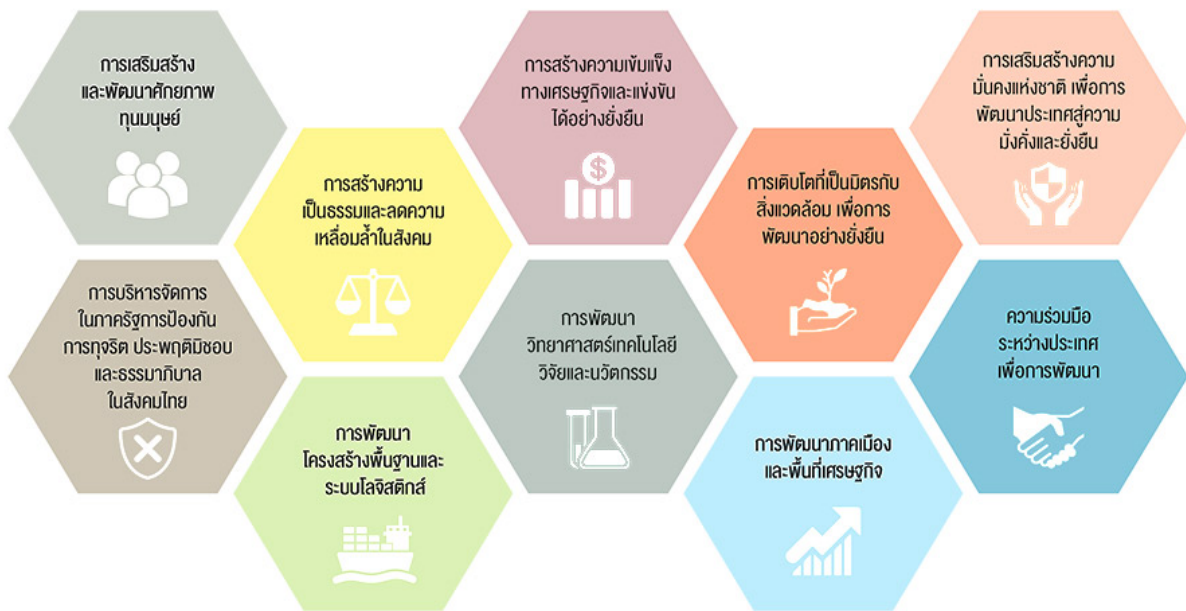 การเสริมสร้าง
และพัฒนาศักยภาพ
ทุนมนุษย์
การสร้างความ
เป็นธรรมและลดความ
เหลื่อมล้ำในสังคม
การสร้างความเข้มแข็ง
ทางเศรษฐกิจและแข่งขัน
ได้อย่างยั่งยืน
การเติบโตที่เป็นมิตรกับ
สิ่งแวดล้อม เพื่อการ
พัฒนาอย่างยั่งยืน
การเสริมสร้างความ
มั่นคงแห่งชาติ เพื่อการ
พัฒนาประเทศสู่ความ
มั่งคั่งและยั่งยืน
การบริหารจัดการ
ในภาครัฐการป้องกัน
การทุจริต ประพฤติมิชอบ
และธรรมาภิบาล
ในสังคมไทย
การพัฒนา
โครงสร้างพื้นฐานและ
ระบบโลจิสติกส์
การพัฒนา
วิทยาศาสตร์เทคโนโลยี
วิจัยและนวัตกรรม
การพัฒนาภาคเมือง
และพื้นที่เศรษฐกิจ
ความร่วมมือ
ระหว่างประเทศ
เพื่อการพัฒนา